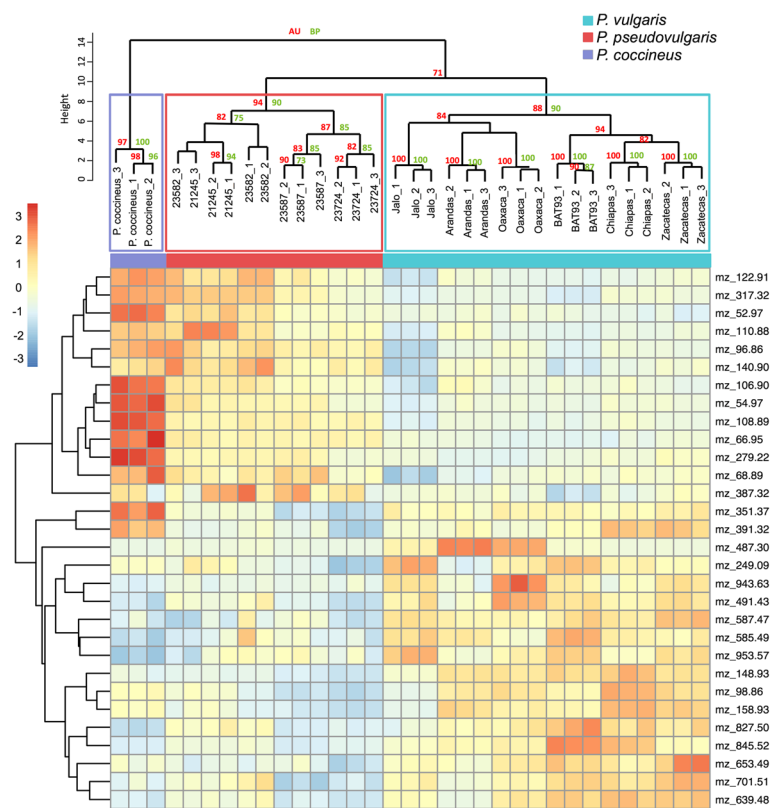 P. vulgaris
P. pseudovulgaris
P. coccineus
AU BP
Height
14
12
10
8
6
4
2
0
71
94 90
88 90
82 75
87 85
84
94
82
97 100
98 96
98 94
83 85
82 85
90 73
92
100 100
100 100
100 100
100 100
90 87
100 100
100 100
P. coccineus_3
P. coccineus_1
P. coccineus_2
23582_3
21245_3
21245_2
21245_1
23582_1
23582_2
23587_2
23587_1
23587_3
23724_2
23724_1
23724_3
Jalo_1
Jalo_2
Jalo_3
Arandas_2
Arandas_1
Arandas_3
Oaxaca_3
Oaxaca_1
Oaxaca_2
BAT93_1
BAT93_2
BAT93_3
Chiapas_3
Chiapas_1
Chiapas_2
Zacatecas_2
Zacatecas_1
Zacatecas_3
3
2
1
0
-1
-2
-3
mz_122.91
mz_317.32
mz_52.97
mz_110.88
mz_96.86
mz_140.90
mz_106.90
mz_54.97
mz_108.89
mz_66.95
mz_279.22
mz_68.89
mz_387.32
mz_351.37
mz_391.32
mz_487.30
mz_249.09
mz_943.63
mz_491.43
mz_587.47
mz_585.49
mz_953.57
mz_148.93
mz_98.86
mz_158.93
mz_827.50
mz_845.52
mz_653.49
mz_701.51
mz_639.48